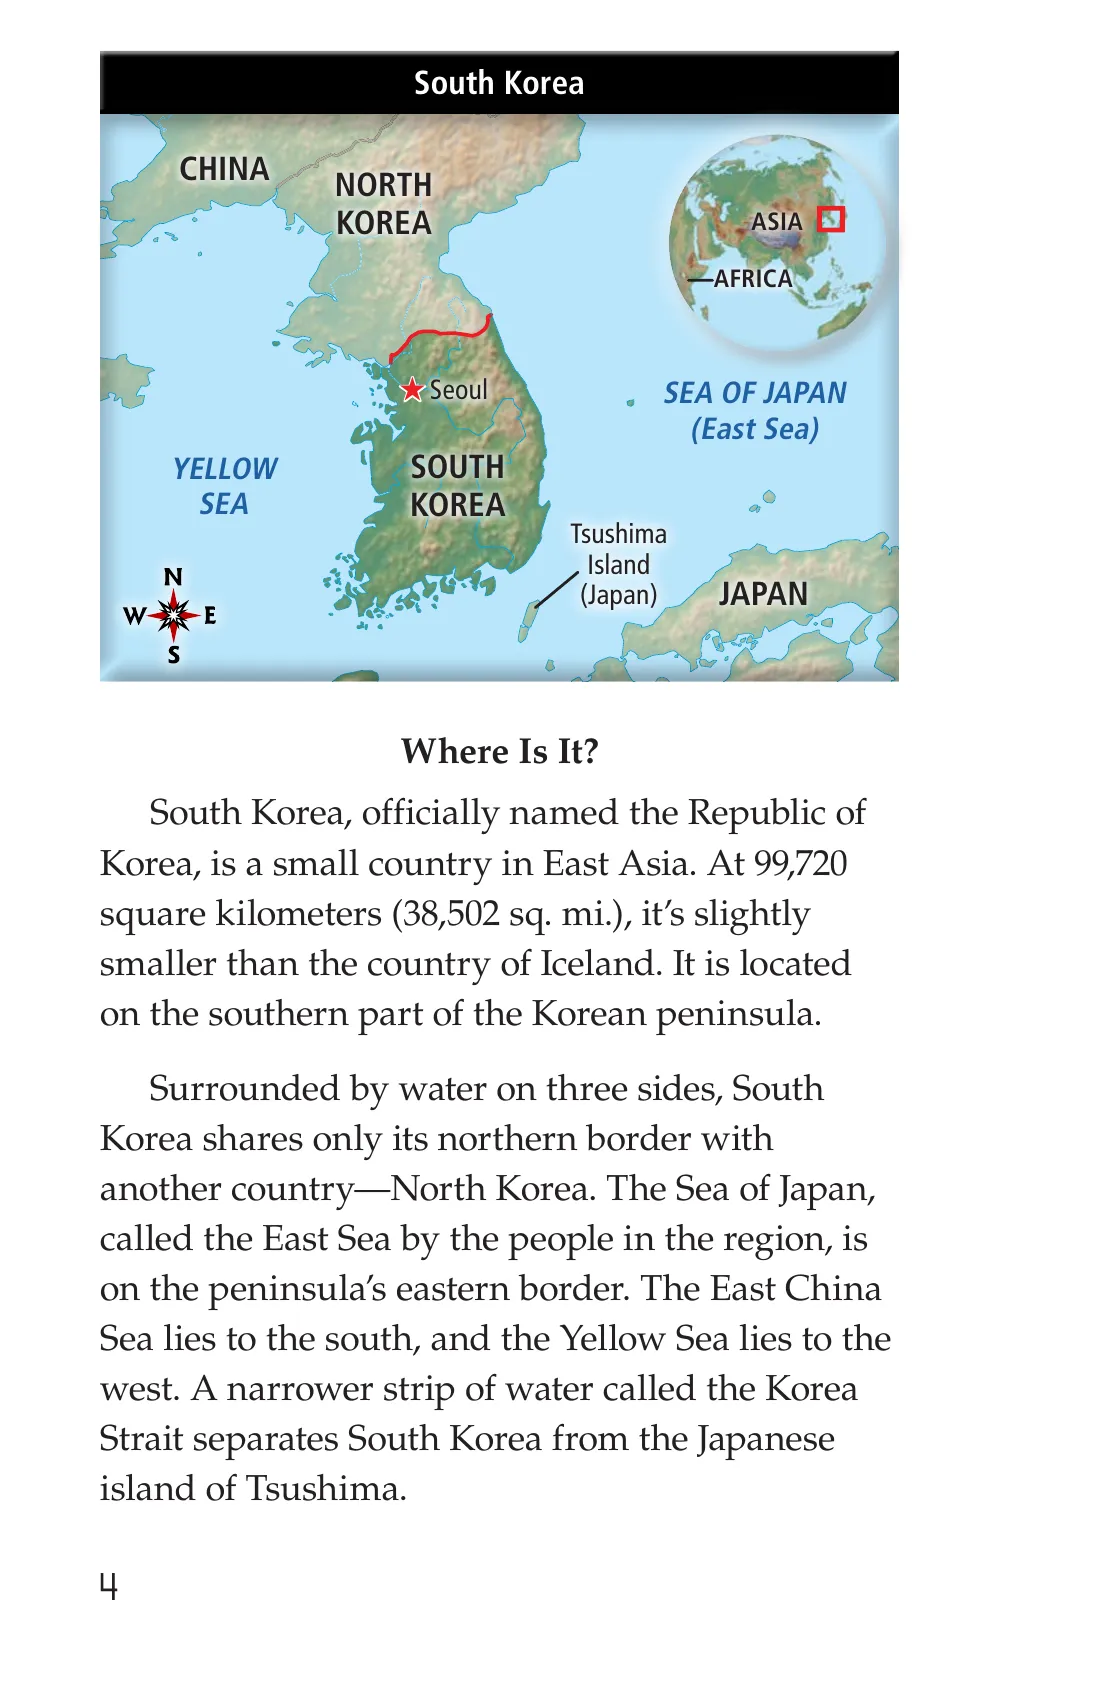 South Korea
CHINA
NORTH
KOREA
ASIA
AFRICA
Seoul
SEA OF JAPAN
(East Sea)
YELLOW
SEA
SOUTH
KOREA
Tsushima
Island
(Japan)
JAPAN
N
W
E
S
Where Is It?
South Korea, officially named the Republic of
Korea, is a small country in East Asia. At 99,720
square kilometers (38,502 sq. mi.), it’s slightly
smaller than the country of Iceland. It is located
on the southern part of the Korean peninsula.
Surrounded by water on three sides, South
Korea shares only its northern border with
another country—North Korea. The Sea of Japan,
called the East Sea by the people in the region, is
on the peninsula’s eastern border. The East China
Sea lies to the south, and the Yellow Sea lies to the
west. A narrower strip of water called the Korea
Strait separates South Korea from the Japanese
island of Tsushima.
4